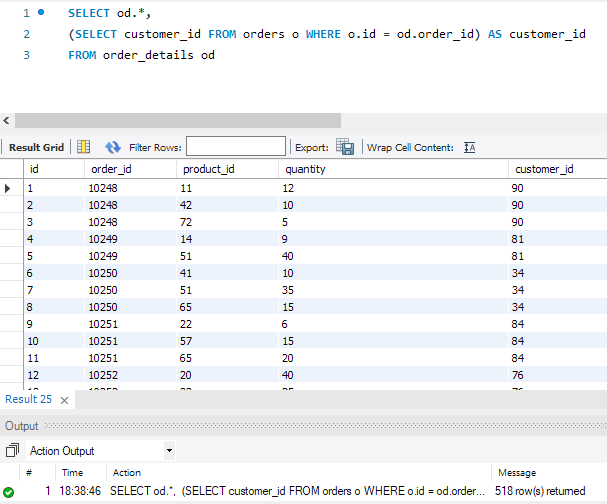 1 SELECT od.*,
2 (SELECT customer_id FROM orders o WHERE o.id = od.order_id) AS customer_id
3 FROM order_details od
Result Grid Filter Rows: Export: Wrap Cell Content: IA
id order_id product_id quantity customer_id
1 10248 11 12 90
2 10248 42 10 90
3 10248 72 5 90
4 10249 14 9 81
5 10249 51 40 81
6 10250 41 10 34
7 10250 51 35 34
8 10250 65 15 34
9 10251 22 6 84
10 10251 57 15 84
11 10251 65 20 84
12 10252 20 40 76
Result 25
Output
Action Output
# Time Action Message
1 18:38:46 SELECT od.*, (SELECT customer_id FROM orders o WHERE o.id = od.order... 518 row(s) returned